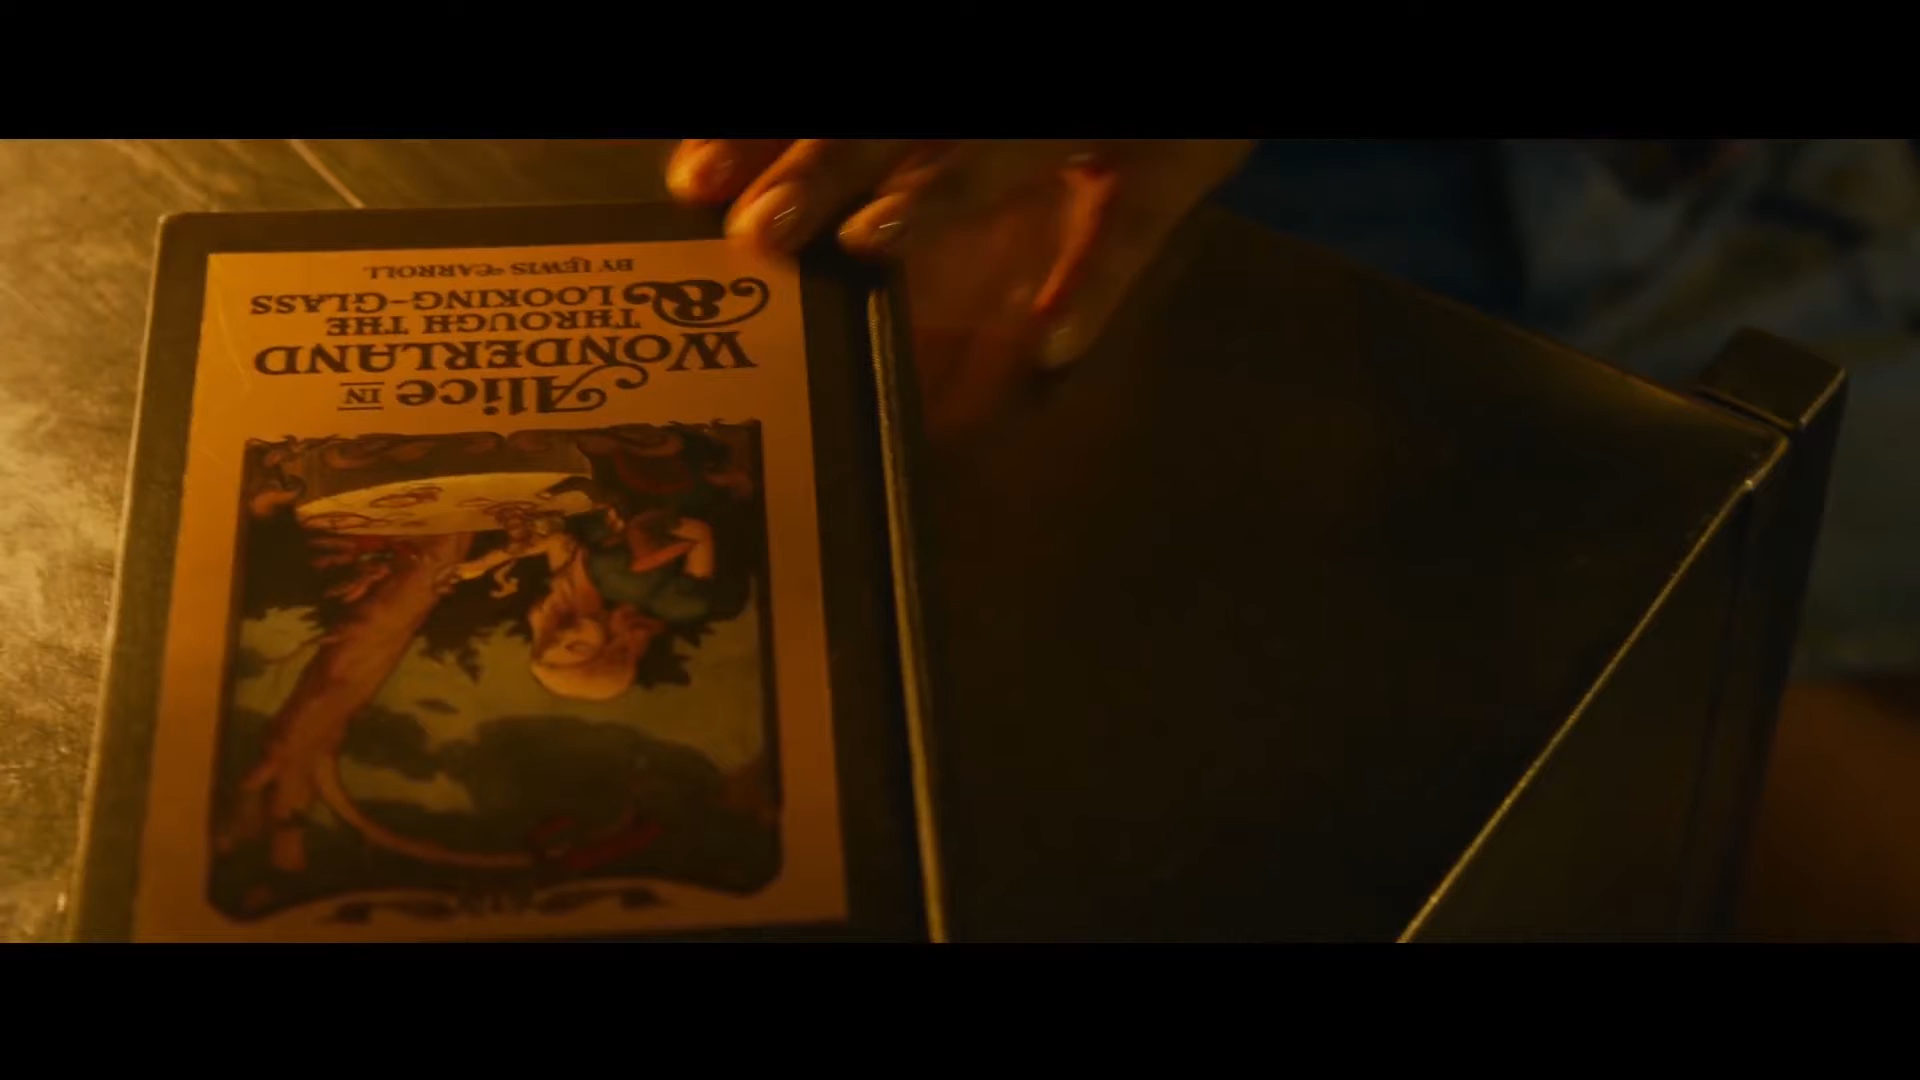 Alice IN
WONDERLAND
& THROUGH THE
LOOKING-GLASS
BY LEWIS CARROLL